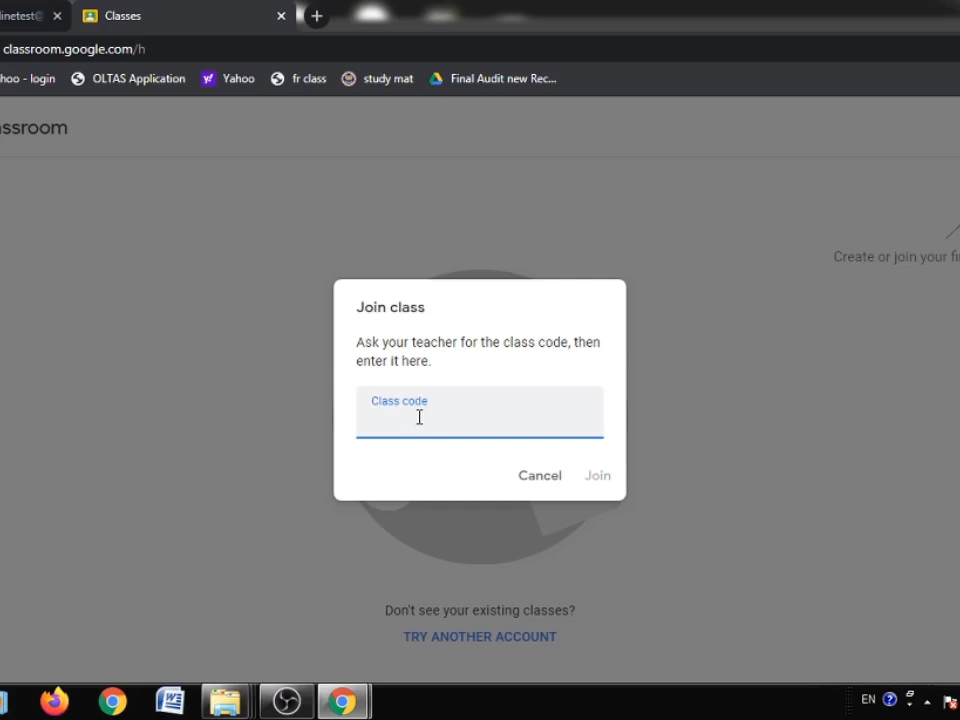 linetest@
Classes
classroom.google.com/h
hoo - login
OLTAS Application
Yahoo
fr class
study mat
Final Audit new Rec...
assroom
Create or join your fi
Join class
Ask your teacher for the class code, then
enter it here.
Class code
Cancel
Join
Don't see your existing classes?
TRY ANOTHER ACCOUNT
EN